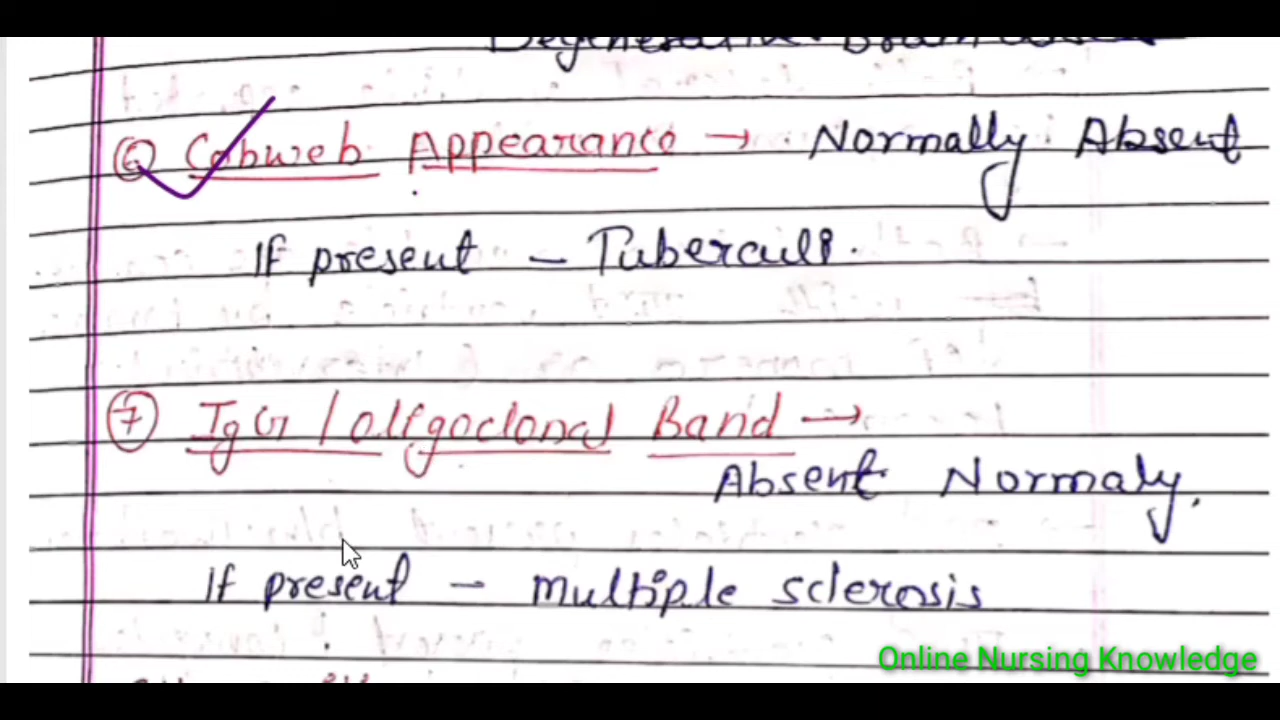 ⑥ Cobweb Appearance → Normally Absent
If present - Tuberculi.
⑦ IgG / oligoclonal Band →
Absent Normaly.
If present - multiple sclerosis
Online Nursing Knowledge